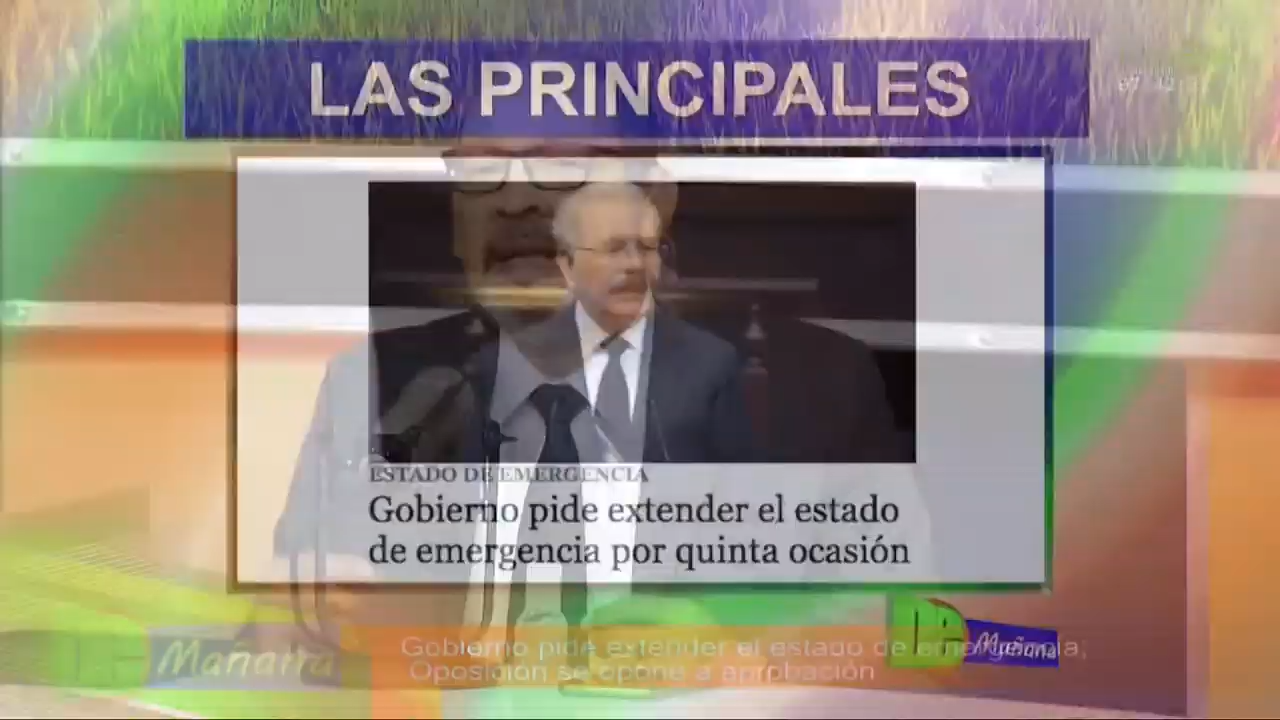 LAS PRINCIPALES
ESTADO DE EMERGENCIA
Gobierno pide extender el estado
de emergencia por quinta ocasión
Mañana
Gobierno pide extender el estado de emergencia;
Oposición se opone a aprpbación
Mañana